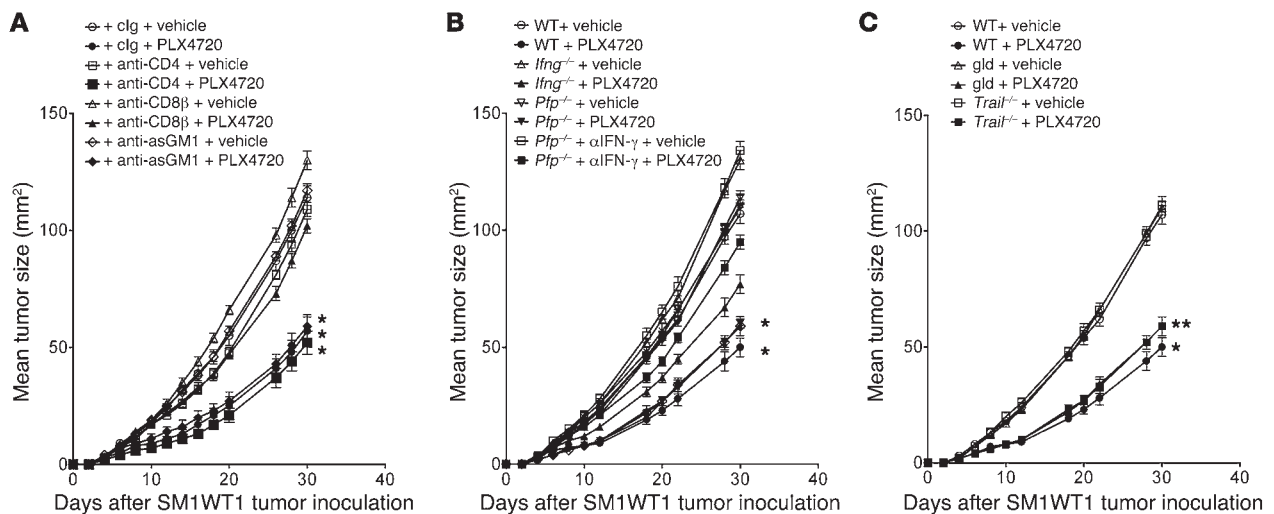 A
+ cIg + vehicle
+ cIg + PLX4720
+ anti-CD4 + vehicle
+ anti-CD4 + PLX4720
+ anti-CD8β + vehicle
+ anti-CD8β + PLX4720
+ anti-asGM1 + vehicle
+ anti-asGM1 + PLX4720
Mean tumor size (mm²)
150
100
50
0
*
*
*
10
20
30
40
Days after SM1WT1 tumor inoculation
B
WT+ vehicle
WT + PLX4720
Ifng–/– + vehicle
Ifng–/– + PLX4720
Pfp–/– + vehicle
Pfp–/– + PLX4720
Pfp–/– + αIFN-γ + vehicle
Pfp–/– + αIFN-γ + PLX4720
Mean tumor size (mm²)
150
100
50
0
*
*
0
10
20
30
40
Days after SM1WT1 tumor inoculation
C
WT+ vehicle
WT + PLX4720
gld + vehicle
gld + PLX4720
Trail–/– + vehicle
Trail–/– + PLX4720
Mean tumor size (mm²)
150
100
50
0
**
*
0
10
20
30
40
Days after SM1WT1 tumor inoculation